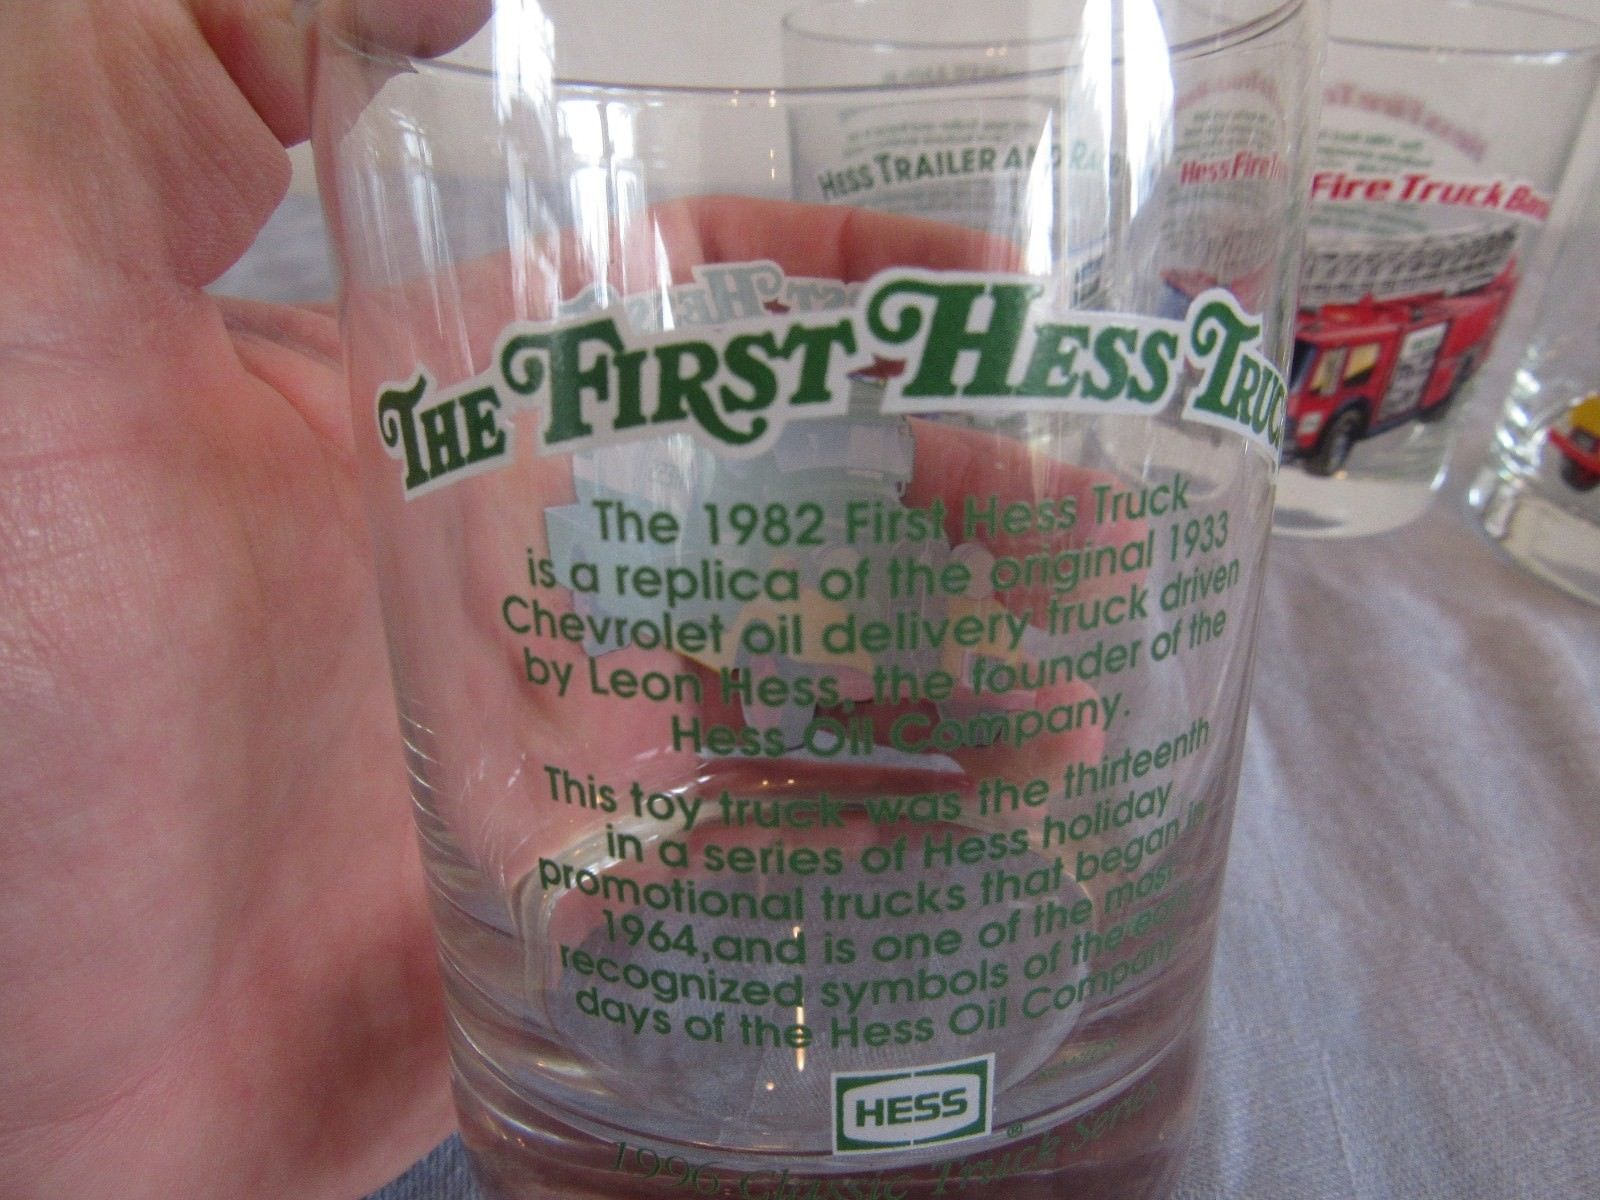 THE FIRST HESS TRUC
The 1982 First Hess Truck
is a replica of the original 1933
Chevrolet oil delivery truck driven
by Leon Hess, the founder of the
Hess Oil Company.
This toy truck was the thirteenth
in a series of Hess holiday
promotional trucks that began in
1964,and is one of the most
recognized symbols of the early
days of the Hess Oil Company
HESS
®
1996 Classic Truck Series
HESS TRAILER AND
Hess Fire
Fire Truck